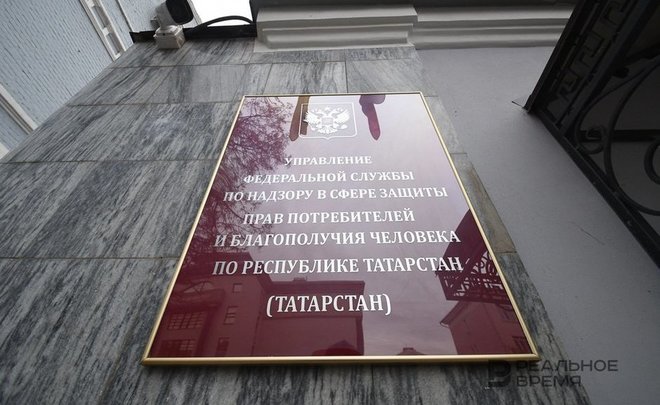 УПРАВЛЕНИЕ
ФЕДЕРАЛЬНОЙ СЛУЖБЫ
ПО НАДЗОРУ В СФЕРЕ ЗАЩИТЫ
ПРАВ ПОТРЕБИТЕЛЕЙ
И БЛАГОПОЛУЧИЯ ЧЕЛОВЕКА
ПО РЕСПУБЛИКЕ ТАТАРСТАН
(ТАТАРСТАН)
РЕАЛЬНОЕ
ВРЕМЯ